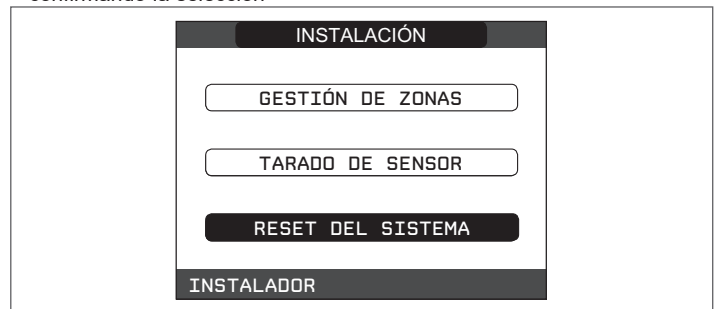 confirmando la selección
INSTALACIÓN
GESTIÓN DE ZONAS
TARADO DE SENSOR
RESET DEL SISTEMA
INSTALADOR